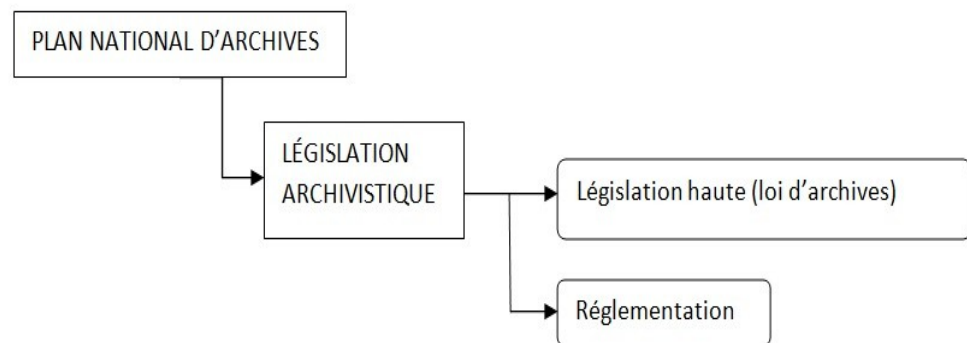 PLAN NATIONAL D’ARCHIVES
LÉGISLATION
ARCHIVISTIQUE
Législation haute (loi d’archives)
Réglementation